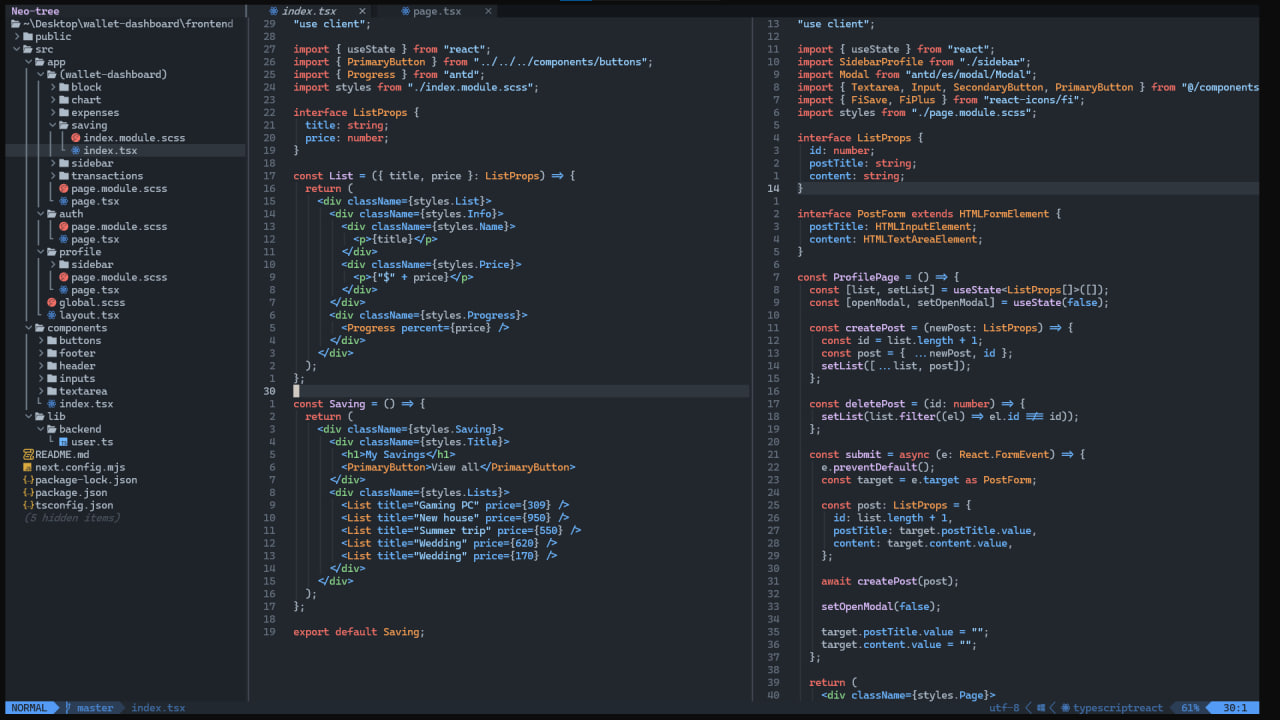 Neo-tree
~\Desktop\wallet-dashboard\frontend
public
src
app
(wallet-dashboard)
block
chart
expenses
saving
index.module.scss
index.tsx
sidebar
transactions
page.module.scss
page.tsx
auth
page.module.scss
page.tsx
profile
sidebar
page.module.scss
page.tsx
global.scss
layout.tsx
components
buttons
footer
header
inputs
textarea
index.tsx
lib
backend
user.ts
README.md
next.config.mjs
package-lock.json
package.json
tsconfig.json
(5 hidden items)
index.tsx × page.tsx ×
29 "use client";
28
27 import { useState } from "react";
26 import { PrimaryButton } from "../../../components/buttons";
25 import { Progress } from "antd";
24 import styles from "./index.module.scss";
23
22 interface ListProps {
21 title: string;
20 price: number;
19 }
18
17 const List = ({ title, price }: ListProps) => {
16 return (
15 <div className={styles.List}>
14 <div className={styles.Info}>
13 <div className={styles.Name}>
12 <p>{title}</p>
11 </div>
10 <div className={styles.Price}>
9 <p>{"$" + price}</p>
8 </div>
7 </div>
6 <div className={styles.Progress}>
5 <Progress percent={price} />
4 </div>
3 </div>
2 );
1 };
30
1 const Saving = () => {
2 return (
3 <div className={styles.Saving}>
4 <div className={styles.Title}>
5 <h1>My Savings</h1>
6 <PrimaryButton>View all</PrimaryButton>
7 </div>
8 <div className={styles.Lists}>
9 <List title="Gaming PC" price={309} />
10 <List title="New house" price={950} />
11 <List title="Summer trip" price={550} />
12 <List title="Wedding" price={620} />
13 <List title="Wedding" price={170} />
14 </div>
15 </div>
16 );
17 };
18
19 export default Saving;
13 "use client";
12
11 import { useState } from "react";
10 import SidebarProfile from "./sidebar";
9 import Modal from "antd/es/modal/Modal";
8 import { Textarea, Input, SecondaryButton, PrimaryButton } from "@/components
7 import { FiSave, FiPlus } from "react-icons/fi";
6 import styles from "./page.module.scss";
5
4 interface ListProps {
3 id: number;
2 postTitle: string;
1 content: string;
14 }
1
2 interface PostForm extends HTMLFormElement {
3 postTitle: HTMLInputElement;
4 content: HTMLTextAreaElement;
5 }
6
7 const ProfilePage = () => {
8 const [list, setList] = useState<ListProps[]>([]);
9 const [openModal, setOpenModal] = useState(false);
10
11 const createPost = (newPost: ListProps) => {
12 const id = list.length + 1;
13 const post = { ...newPost, id };
14 setList([...list, post]);
15 };
16
17 const deletePost = (id: number) => {
18 setList(list.filter((el) => el.id !== id));
19 };
20
21 const submit = async (e: React.FormEvent) => {
22 e.preventDefault();
23 const target = e.target as PostForm;
24
25 const post: ListProps = {
26 id: list.length + 1,
27 postTitle: target.postTitle.value,
28 content: target.content.value,
29 };
30
31 await createPost(post);
32
33 setOpenModal(false);
34
35 target.postTitle.value = "";
36 target.content.value = "";
37 };
38
39 return (
40 <div className={styles.Page}>
NORMAL master index.tsx utf-8 typescriptreact 61% 30:1